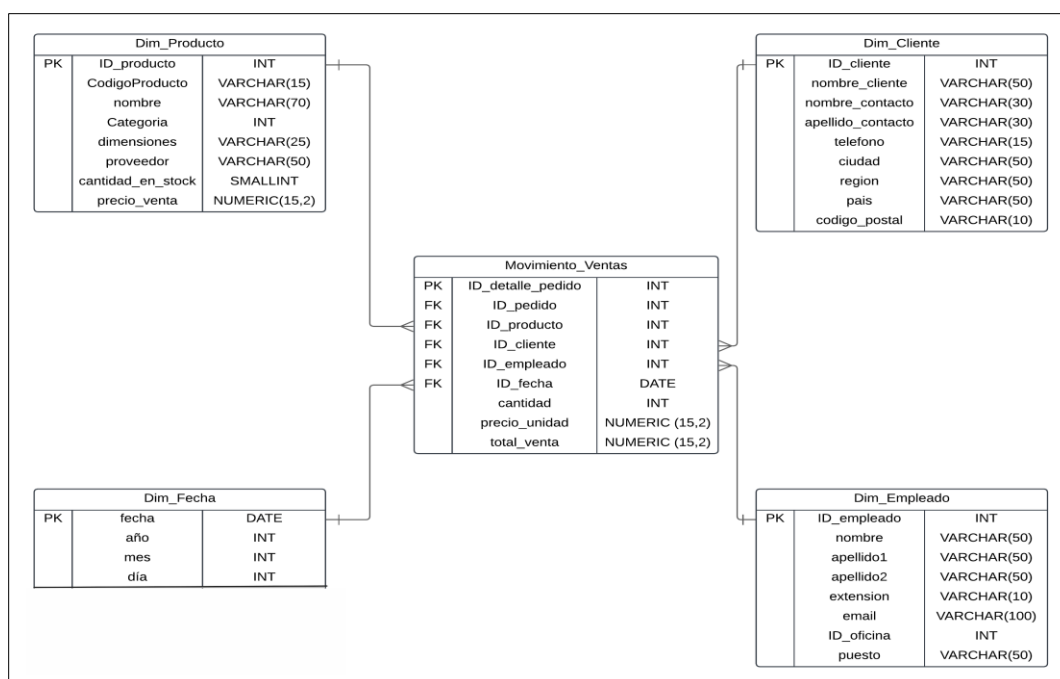 Dim_Producto
PK ID_producto INT
CodigoProducto VARCHAR(15)
nombre VARCHAR(70)
Categoria INT
dimensiones VARCHAR(25)
proveedor VARCHAR(50)
cantidad_en_stock SMALLINT
precio_venta NUMERIC(15,2)
Dim_Cliente
PK ID_cliente INT
nombre_cliente VARCHAR(50)
nombre_contacto VARCHAR(30)
apellido_contacto VARCHAR(30)
telefono VARCHAR(15)
ciudad VARCHAR(50)
region VARCHAR(50)
pais VARCHAR(50)
codigo_postal VARCHAR(10)
Movimiento_Ventas
PK ID_detalle_pedido INT
FK ID_pedido INT
FK ID_producto INT
FK ID_cliente INT
FK ID_empleado INT
FK ID_fecha DATE
cantidad INT
precio_unidad NUMERIC (15,2)
total_venta NUMERIC (15,2)
Dim_Fecha
PK fecha DATE
año INT
mes INT
día INT
Dim_Empleado
PK ID_empleado INT
nombre VARCHAR(50)
apellido1 VARCHAR(50)
apellido2 VARCHAR(50)
extension VARCHAR(10)
email VARCHAR(100)
ID_oficina INT
puesto VARCHAR(50)